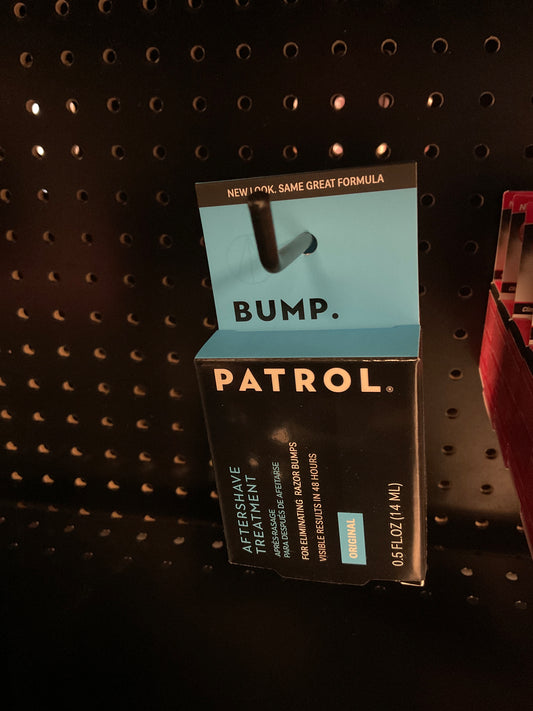 NEW LOOK. SAME GREAT FORMULA
BUMP.
PATROL®
AFTERSHAVE
TREATMENT
APRÈS-RASAGE
PARA DESPUÉS DE AFEITARSE
FOR ELIMINATING RAZOR BUMPS
VISIBLE RESULTS IN 48 HOURS
ORIGINAL
0.5 FL.OZ (14 ML)